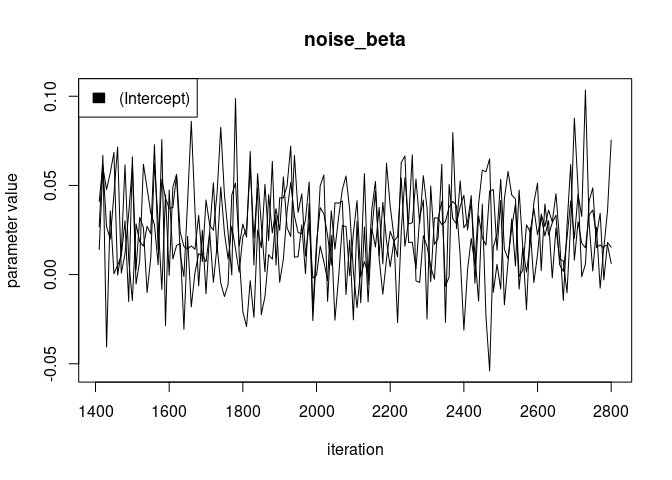 noise_beta
(Intercept)
parameter value
0.10
0.05
0.00
-0.05
1400 1600 1800 2000 2200 2400 2600 2800
iteration